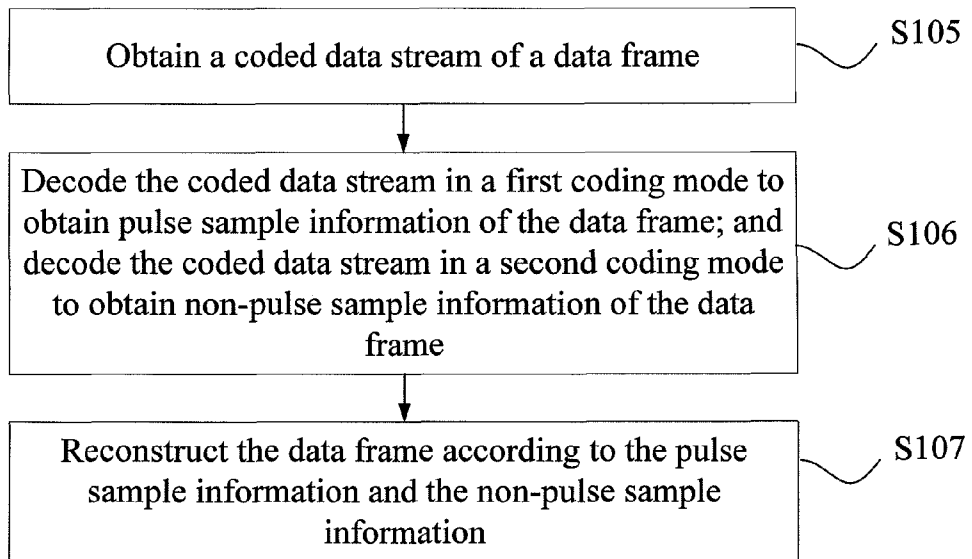 Obtain a coded data stream of a data frame
S105
Decode the coded data stream in a first coding mode to
obtain pulse sample information of the data frame; and
decode the coded data stream in a second coding mode
to obtain non-pulse sample information of the data
frame
S106
Reconstruct the data frame according to the pulse
sample information and the non-pulse sample
information
S107